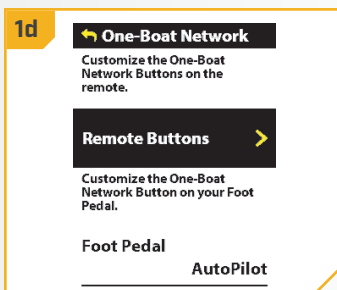 1d
One-Boat Network
Customize the One-Boat
Network Buttons on the
remote.
Remote Buttons
Customize the One-Boat
Network Button on your Foot
Pedal.
Foot Pedal
AutoPilot